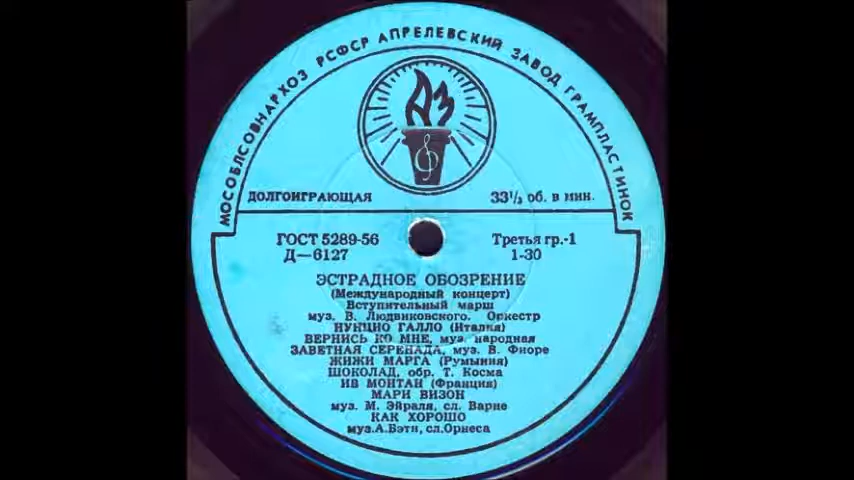 МОСОБЛСОВНАРХОЗ РСФСР АПРЕЛЕВСКИЙ ЗАВОД ГРАМПЛАСТИНОК
АЗ
ДОЛГОИГРАЮЩАЯ 33⅓ об. в мин.
ГОСТ 5289-56 Третья гр.-1
Д—6127 1-30
ЭСТРАДНОЕ ОБОЗРЕНИЕ
(Международный концерт)
Вступительный марш
муз. В. Людвиковского. Оркестр
НУНЦИО ГАЛЛО (Италия)
ВЕРНИСЬ КО МНЕ, муз. народная
ЗАВЕТНАЯ СЕРЕНАДА, муз. В. Фиоре
ЖИЖИ МАРГА (Румыния)
ШОКОЛАД, обр. Т. Косма
ИВ МОНТАН (Франция)
МАРИ ВИЗОН
муз. М. Эйраля, сл. Варне
КАК ХОРОШО
муз.А.Бэти, сл.Орнеса